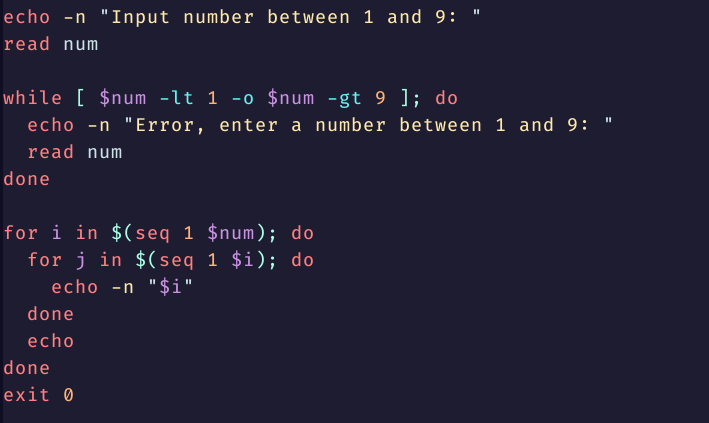 echo -n "Input number between 1 and 9: "
read num

while [ $num -lt 1 -o $num -gt 9 ]; do
  echo -n "Error, enter a number between 1 and 9: "
  read num
done

for i in $(seq 1 $num); do
  for j in $(seq 1 $i); do
    echo -n "$i"
  done
  echo
done
exit 0